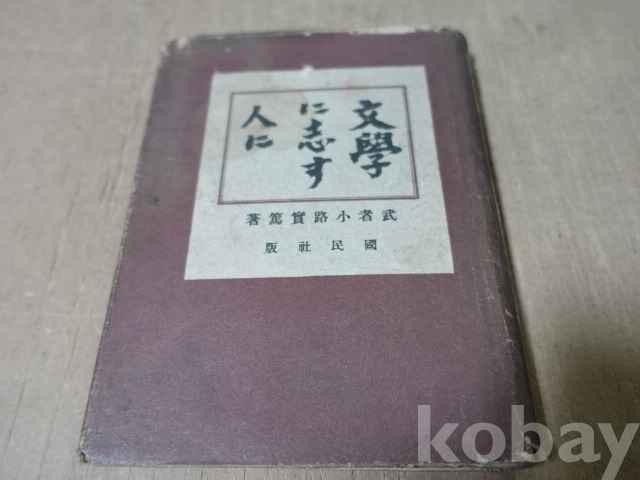 文學
に志す
人に
武者小路實篤著
國民社版
kobay